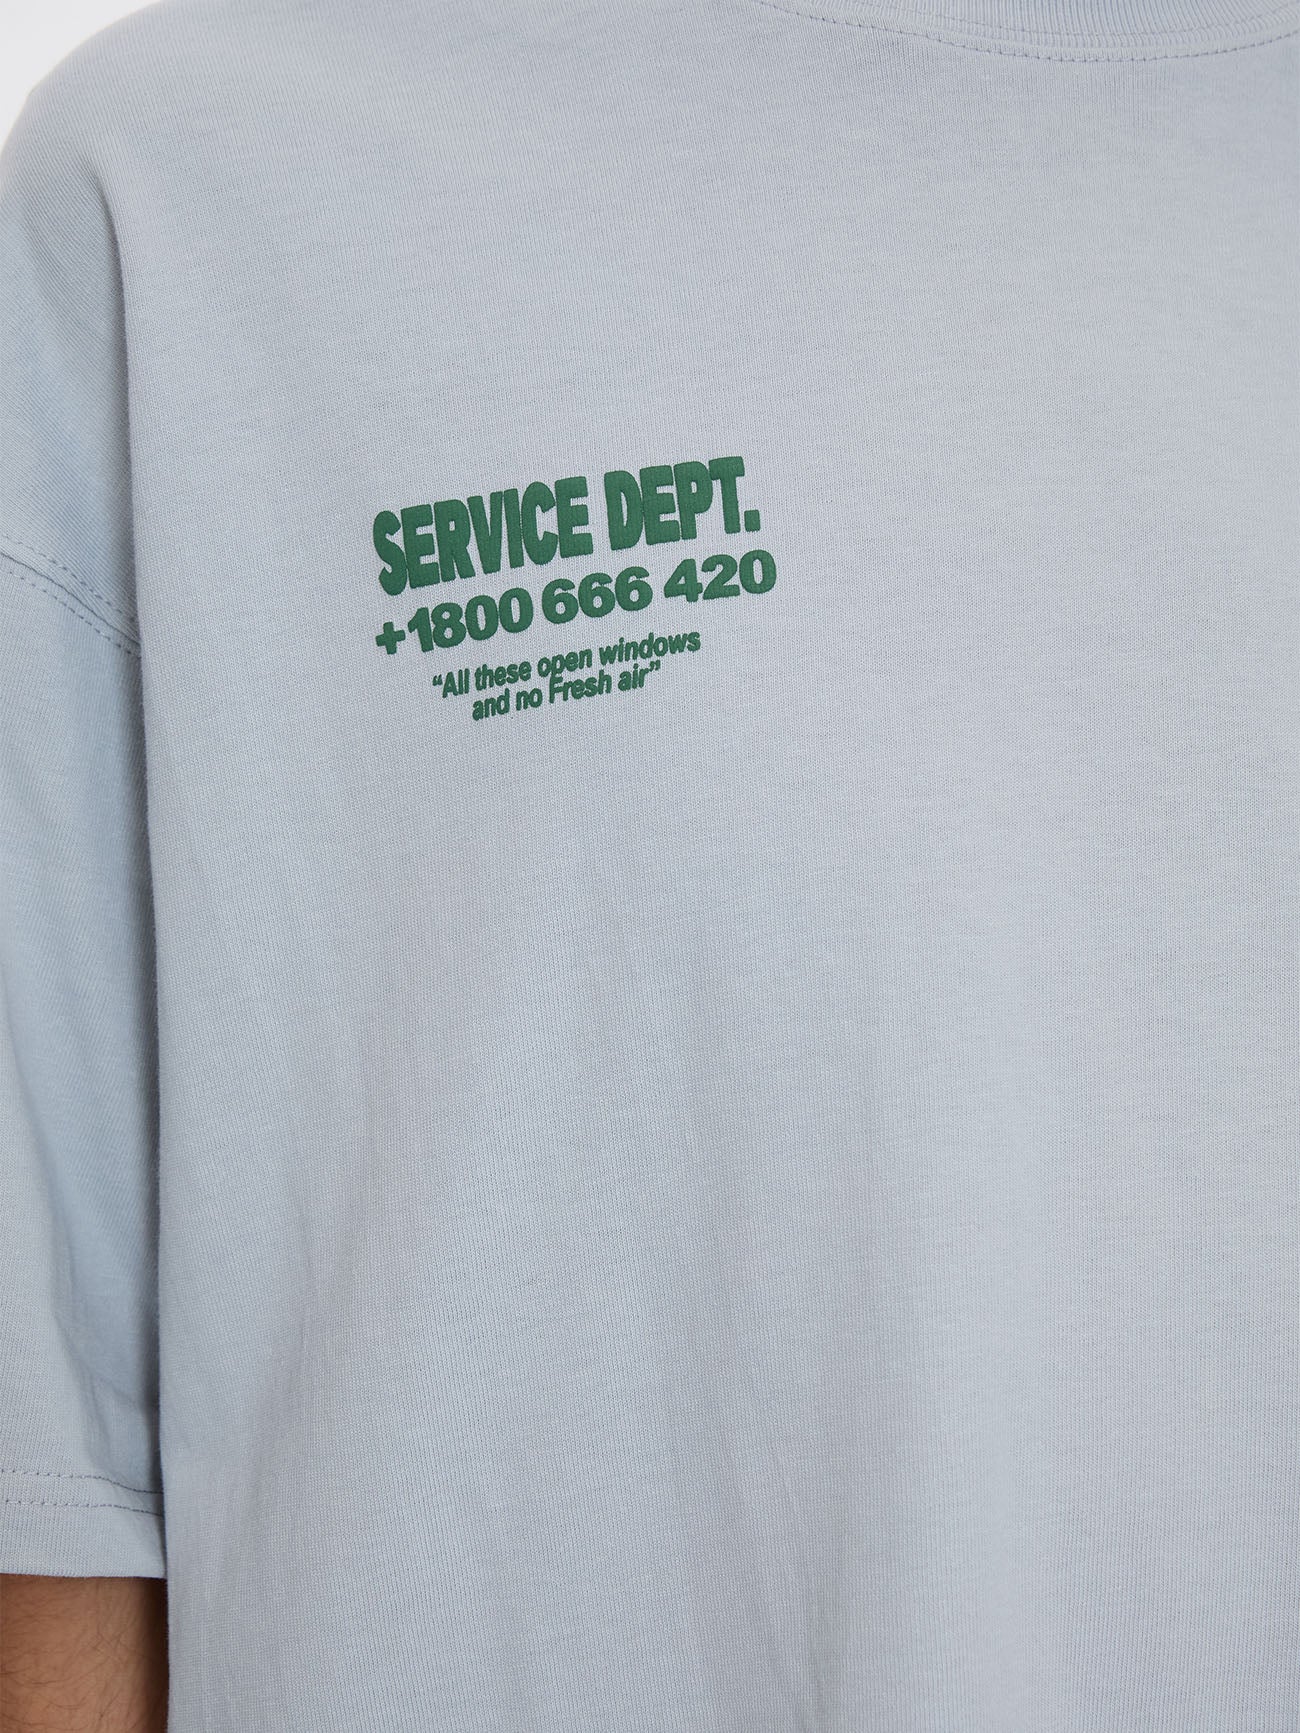 SERVICE DEPT.
+1800 666 420
“All these open windows
and no Fresh air”